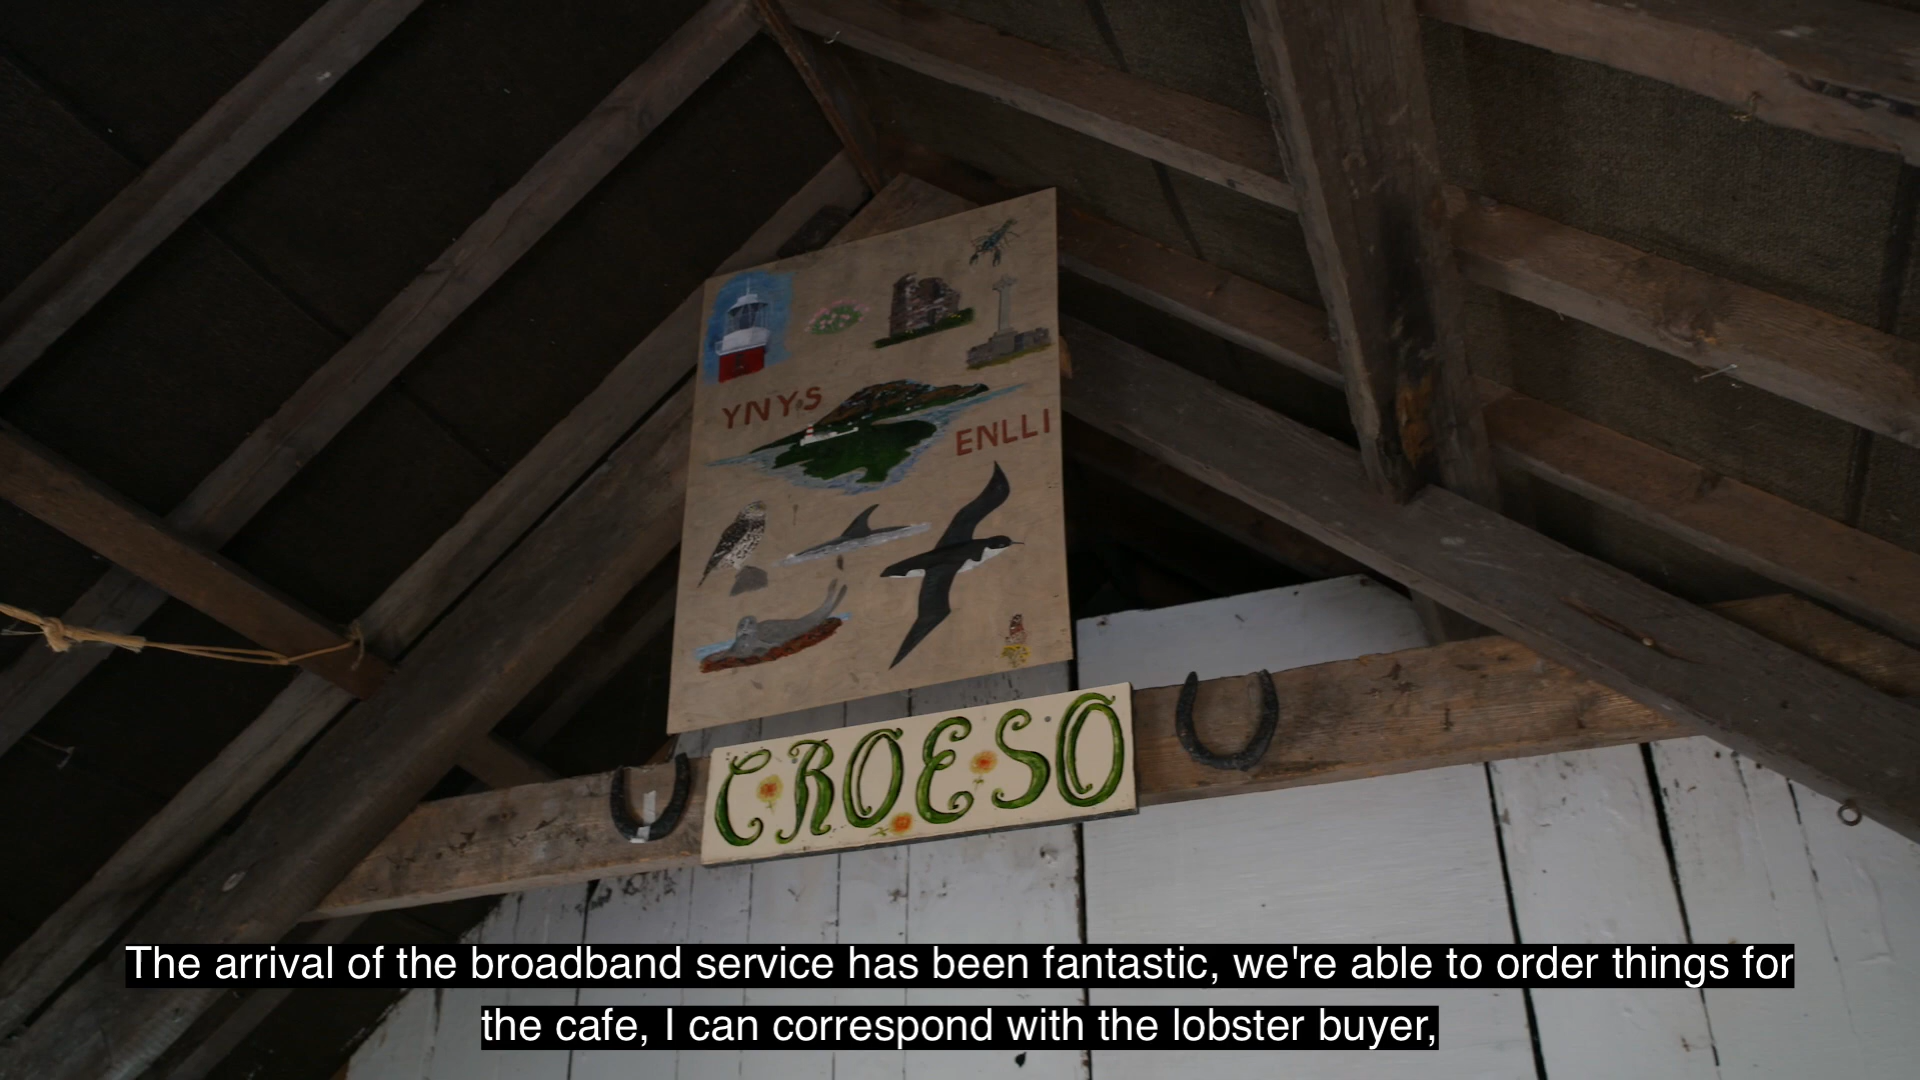 YNYS
ENLLI
CROESO
The arrival of the broadband service has been fantastic, we're able to order things for
the cafe, I can correspond with the lobster buyer,